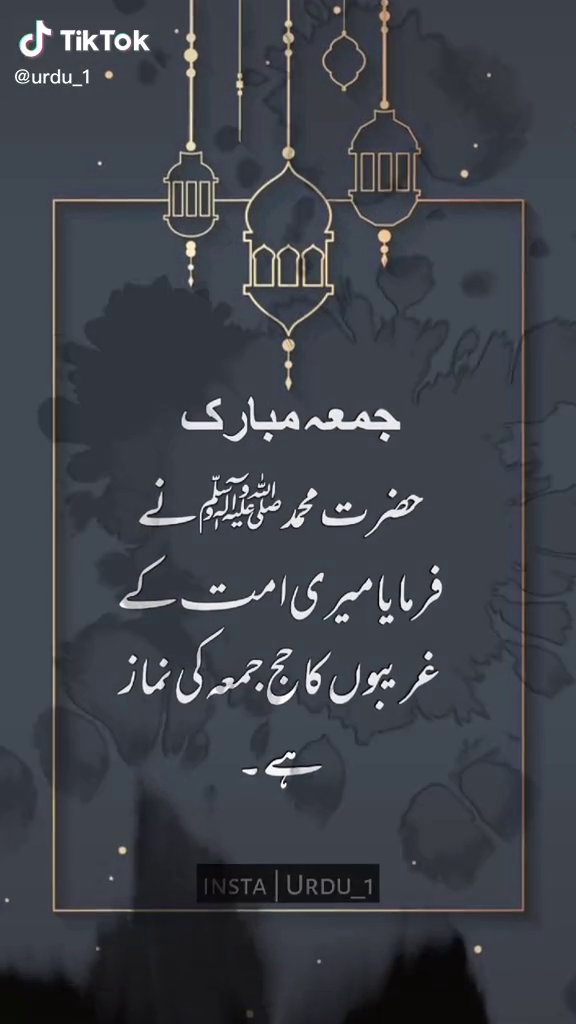 TikTok
@urdu_1
جمعہ مبارک
حضرت محمد ﷺ نے
فرمایا میری امت کے
غریبوں کا حج جمعہ کی نماز
ہے۔
INSTA | URDU_1